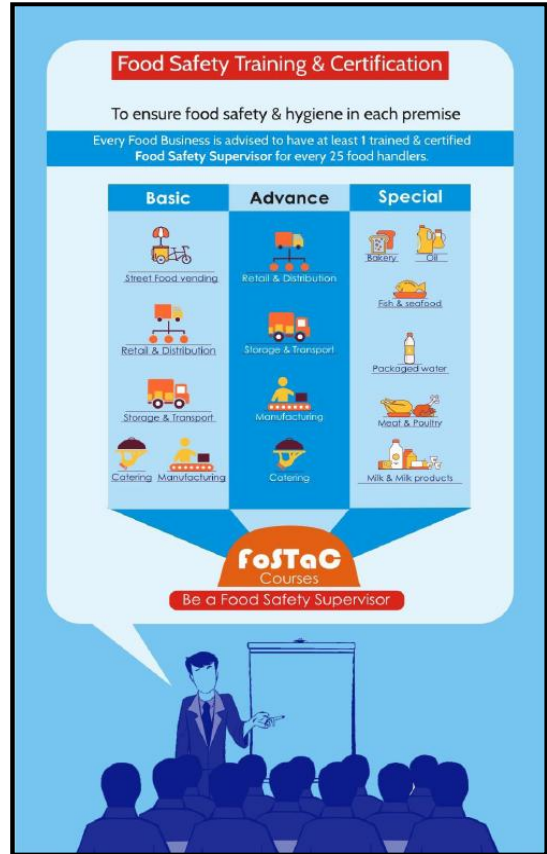 Food Safety Training & Certification
To ensure food safety & hygiene in each premise
Every Food Business is advised to have at least 1 trained & certified
Food Safety Supervisor for every 25 food handlers.
Basic
Street Food vending
Retail & Distribution
Storage & Transport
Catering Manufacturing
Advance
Retail & Distribution
Storage & Transport
Manufacturing
Catering
Special
Bakery Oil
Fish & seafood
Packaged water
Meat & Poultry
Milk & Milk products
FoSTaC
Courses
Be a Food Safety Supervisor